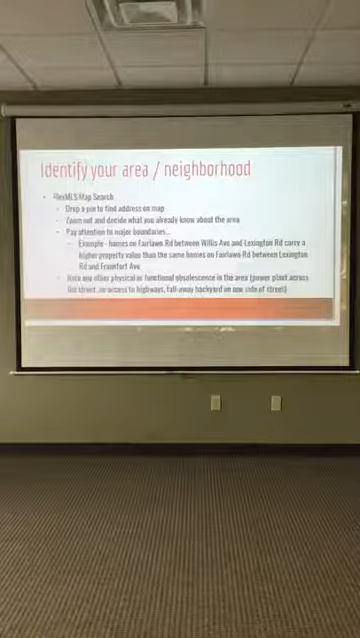 Identify your area / neighborhood
FlexMLS Map Search
Drop a pin to find address on map
Zoom out and decide what you already know about the area
Pay attention to major boundaries...
Example - homes on Fairlawn Rd between Willis Ave and Lexington Rd carry a
higher property value than the same homes on Fairlawn Rd between Lexington
Rd and Frankfort Ave
Note any other physical or functional obsolescence in the area (power plant across
the street, no access to highways, fall-away backyard on one side of street)